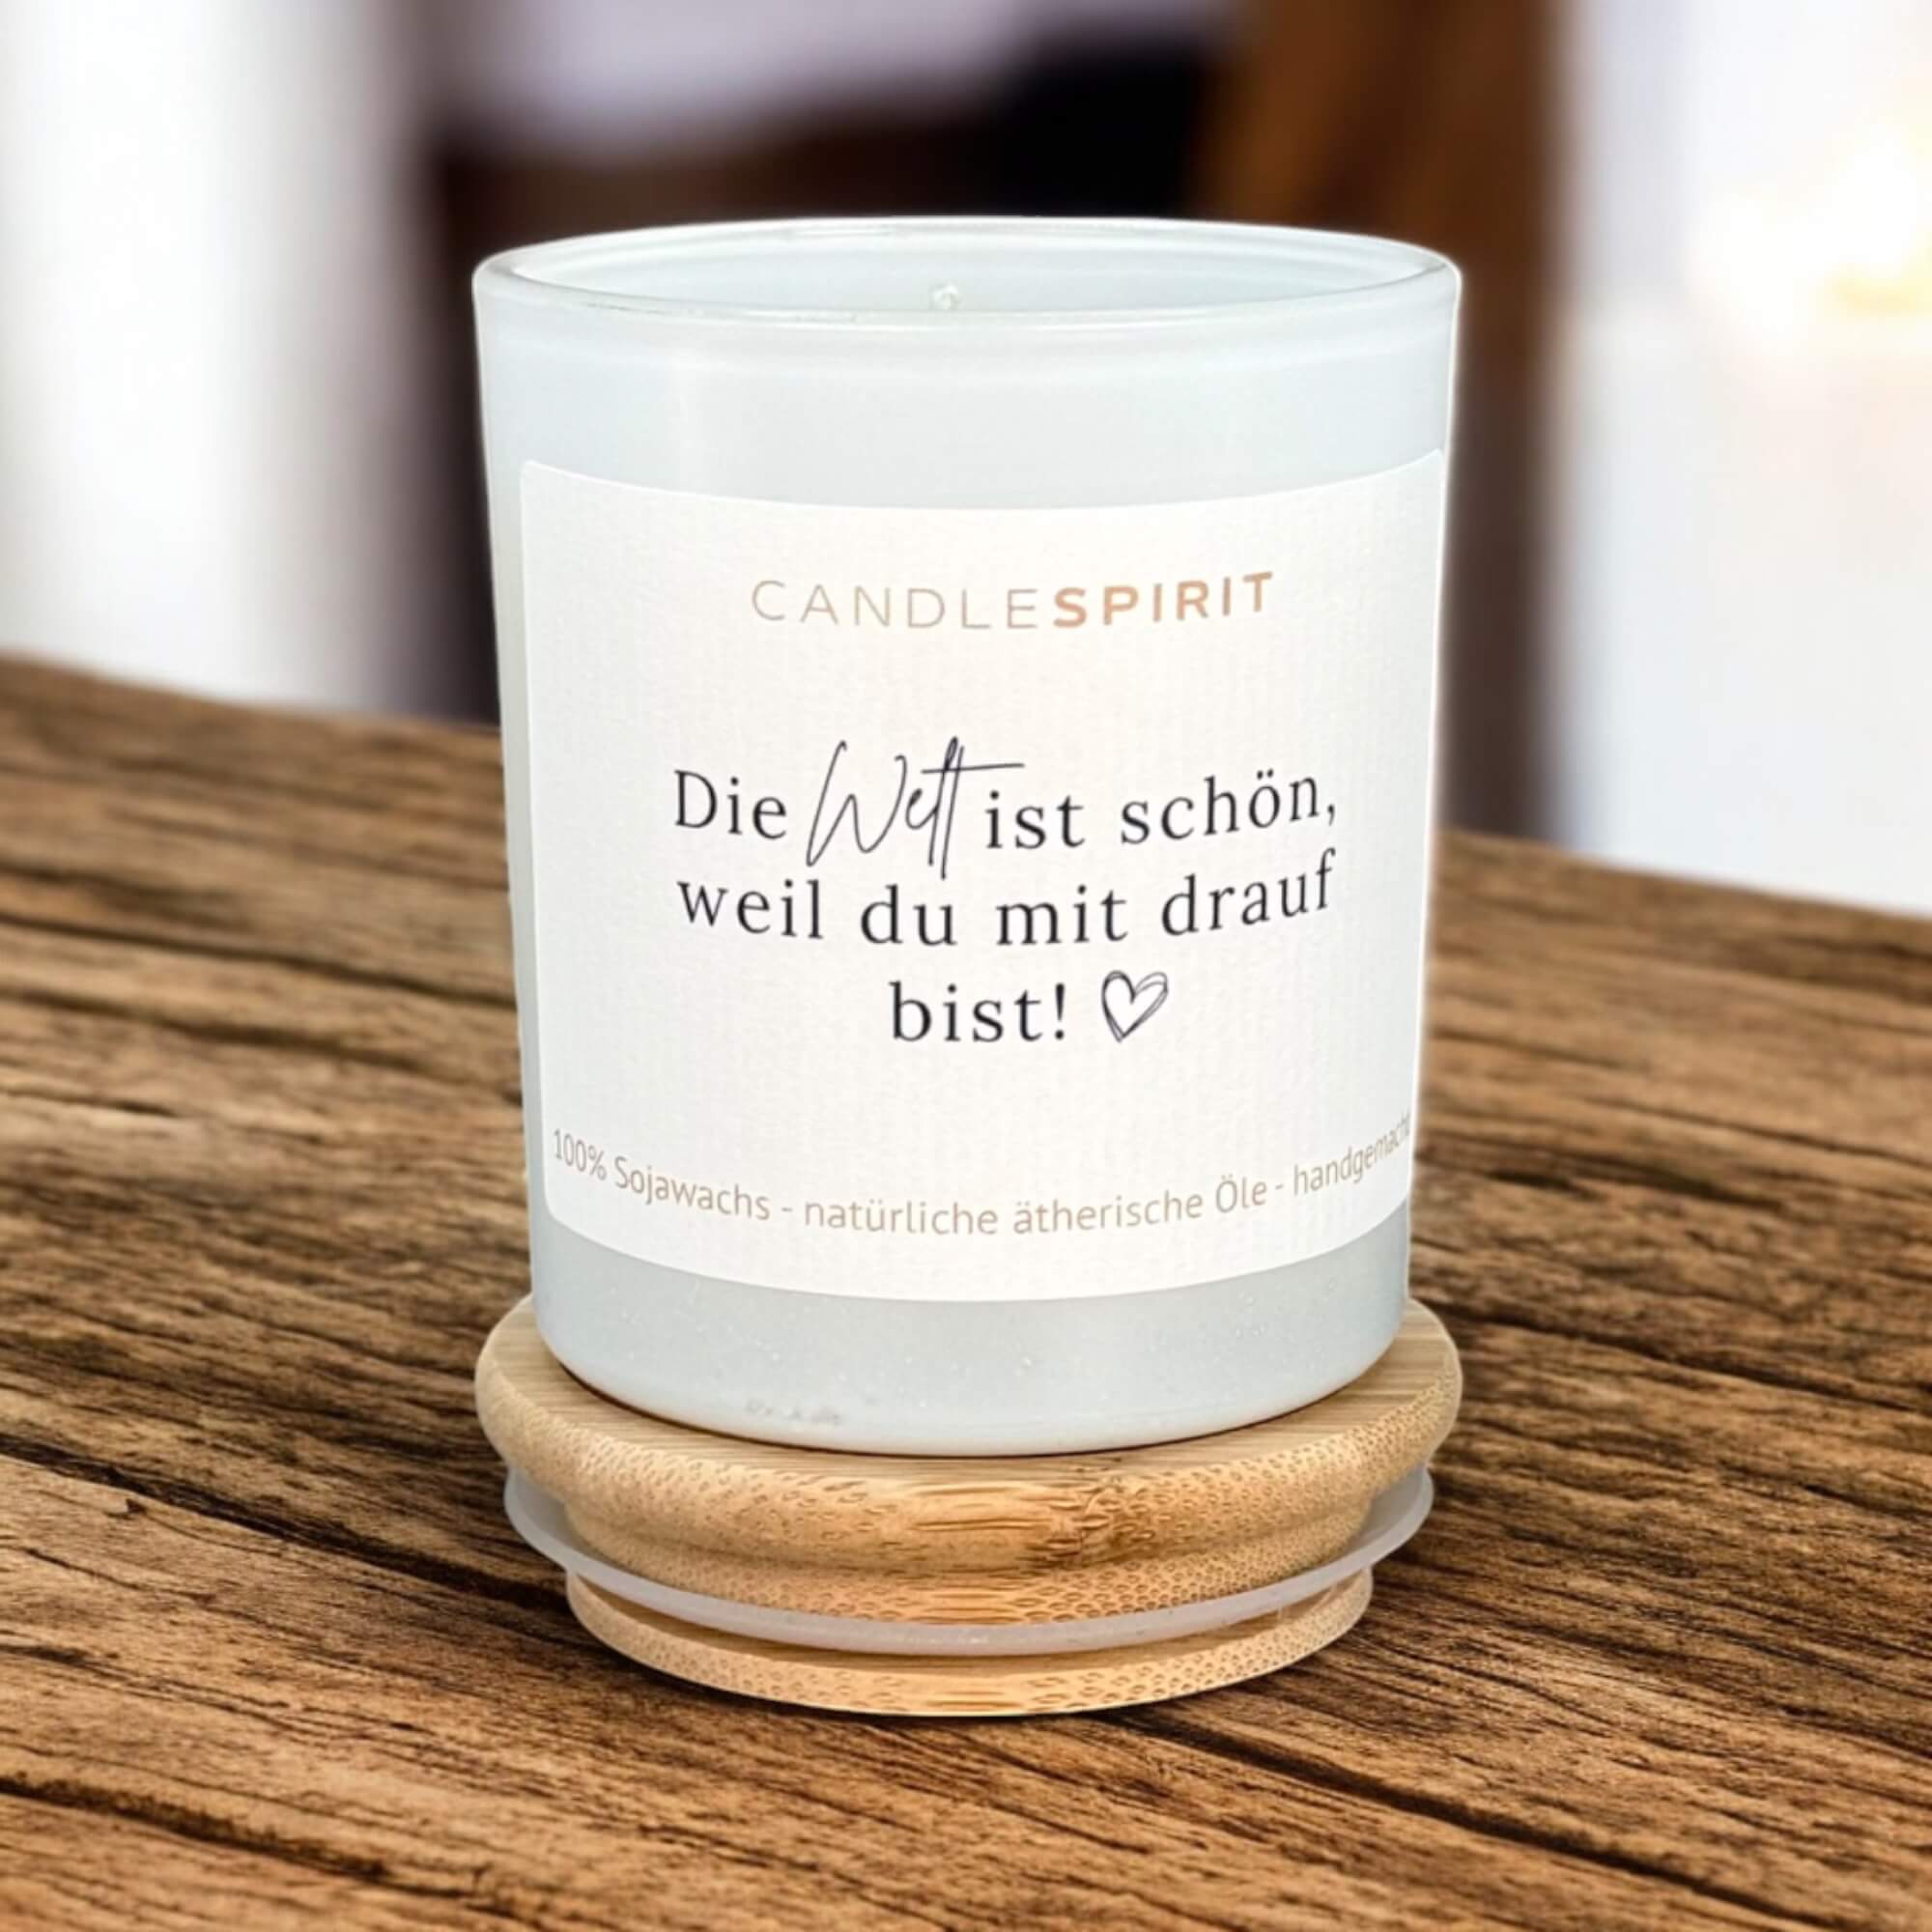 CANDLESPIRIT
Die Welt ist schön,
weil du mit drauf
bist!
100% Sojawachs - natürliche ätherische Öle - handgemacht